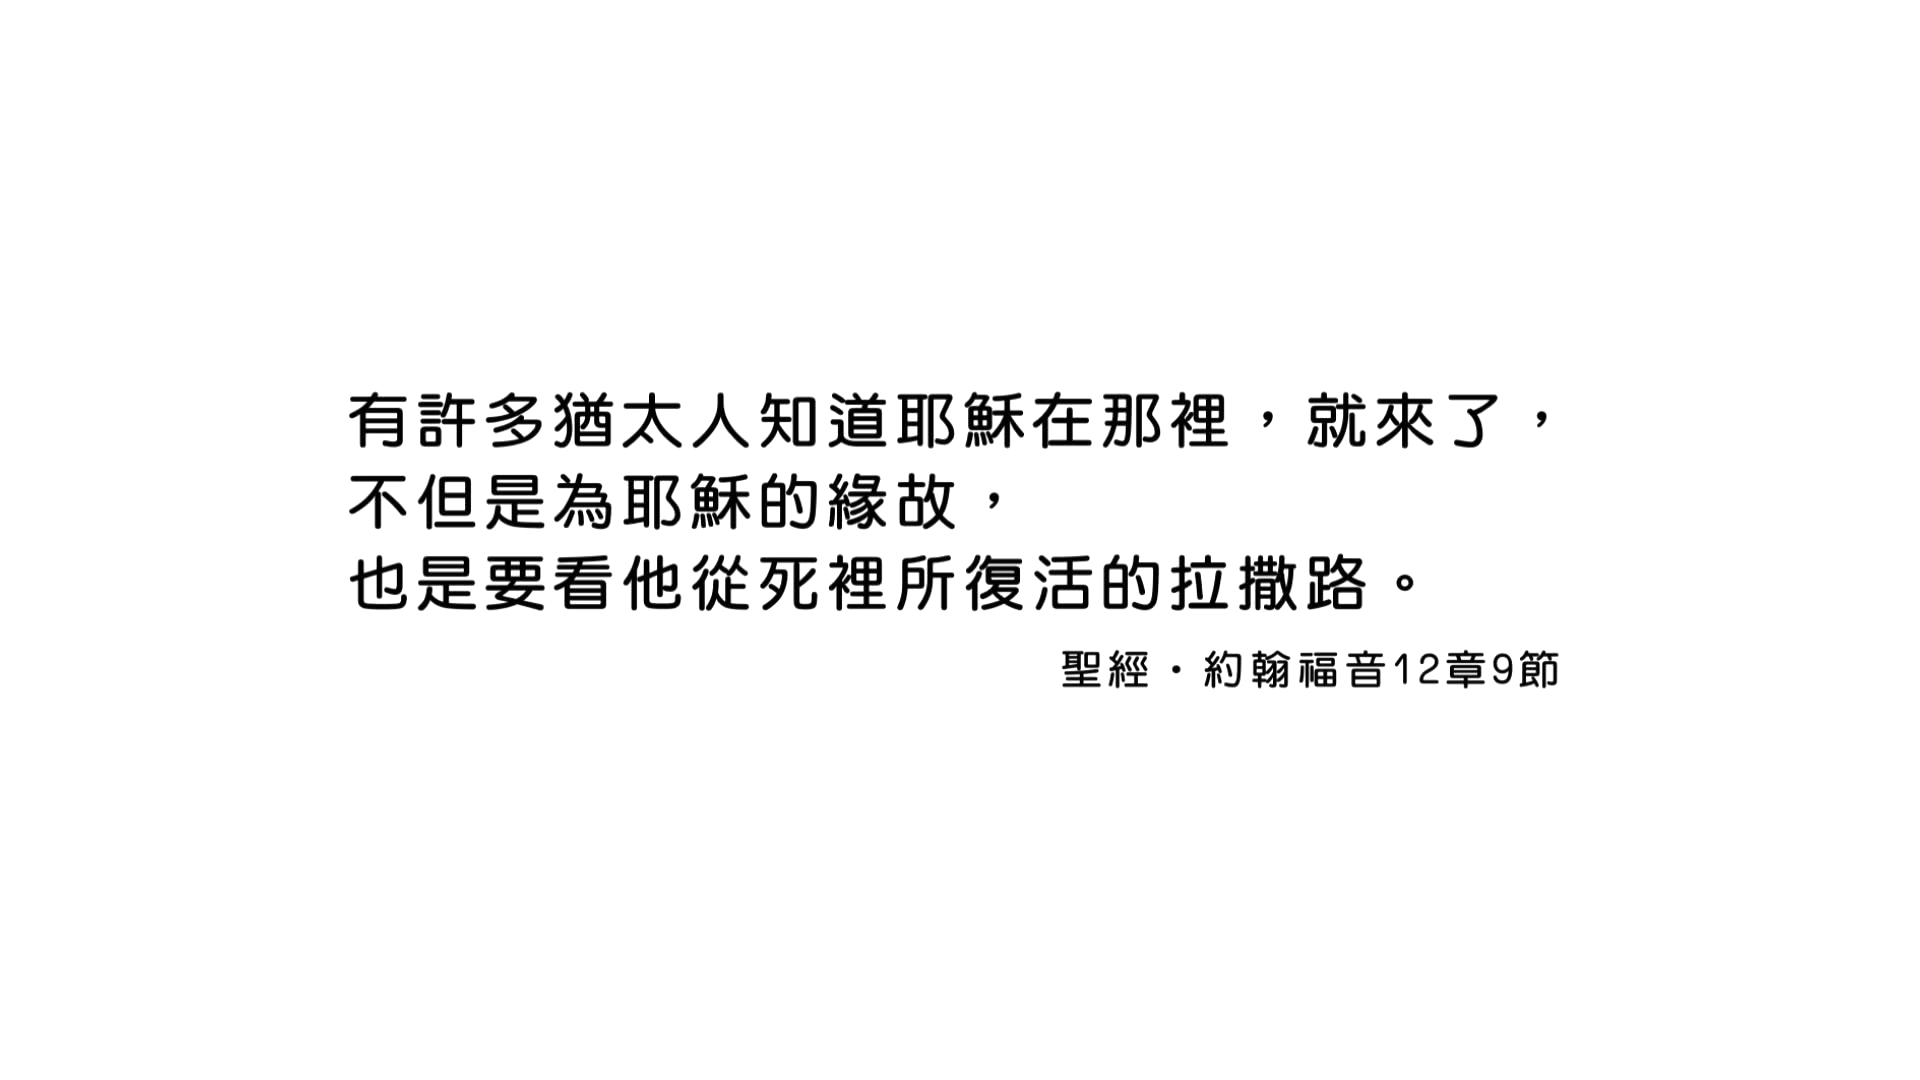 有許多猶太人知道耶穌在那裡，就來了，
不但是為耶穌的緣故，
也是要看他從死裡所復活的拉撒路。
聖經・約翰福音12章9節